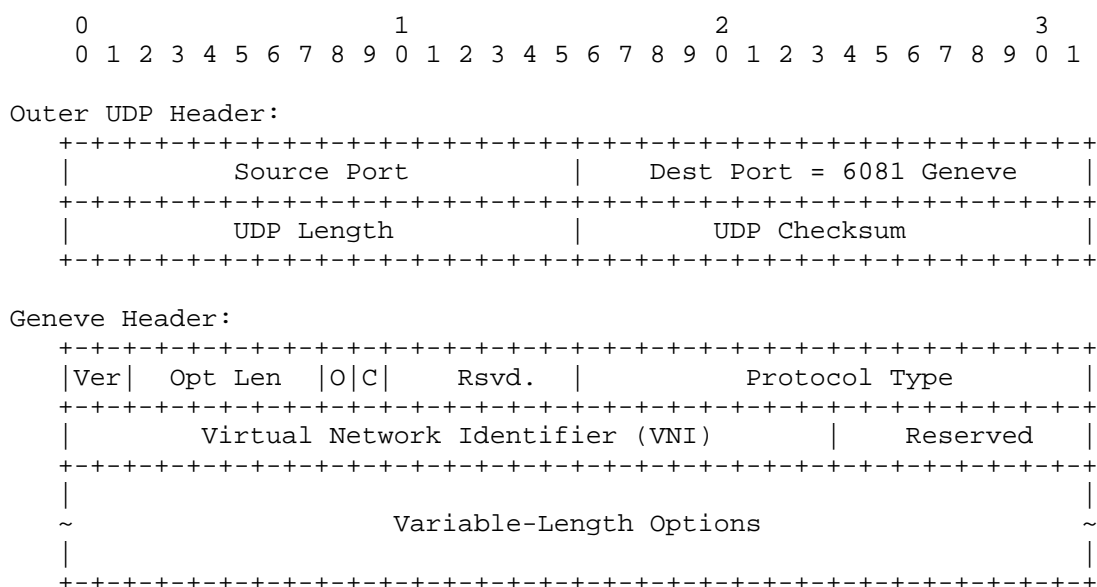 0                   1                   2                   3
 0 1 2 3 4 5 6 7 8 9 0 1 2 3 4 5 6 7 8 9 0 1 2 3 4 5 6 7 8 9 0 1
Outer UDP Header:
+-+-+-+-+-+-+-+-+-+-+-+-+-+-+-+-+-+-+-+-+-+-+-+-+-+-+-+-+-+-+-+-+
|          Source Port          |    Dest Port = 6081 Geneve    |
+-+-+-+-+-+-+-+-+-+-+-+-+-+-+-+-+-+-+-+-+-+-+-+-+-+-+-+-+-+-+-+-+
|          UDP Length           |        UDP Checksum           |
+-+-+-+-+-+-+-+-+-+-+-+-+-+-+-+-+-+-+-+-+-+-+-+-+-+-+-+-+-+-+-+-+
Geneve Header:
+-+-+-+-+-+-+-+-+-+-+-+-+-+-+-+-+-+-+-+-+-+-+-+-+-+-+-+-+-+-+-+-+
|Ver|  Opt Len  |O|C|    Rsvd.  |          Protocol Type        |
+-+-+-+-+-+-+-+-+-+-+-+-+-+-+-+-+-+-+-+-+-+-+-+-+-+-+-+-+-+-+-+-+
|        Virtual Network Identifier (VNI)       |    Reserved   |
+-+-+-+-+-+-+-+-+-+-+-+-+-+-+-+-+-+-+-+-+-+-+-+-+-+-+-+-+-+-+-+-+
|                                                               |
~                    Variable-Length Options                    ~
|                                                               |
+-+-+-+-+-+-+-+-+-+-+-+-+-+-+-+-+-+-+-+-+-+-+-+-+-+-+-+-+-+-+-+-+